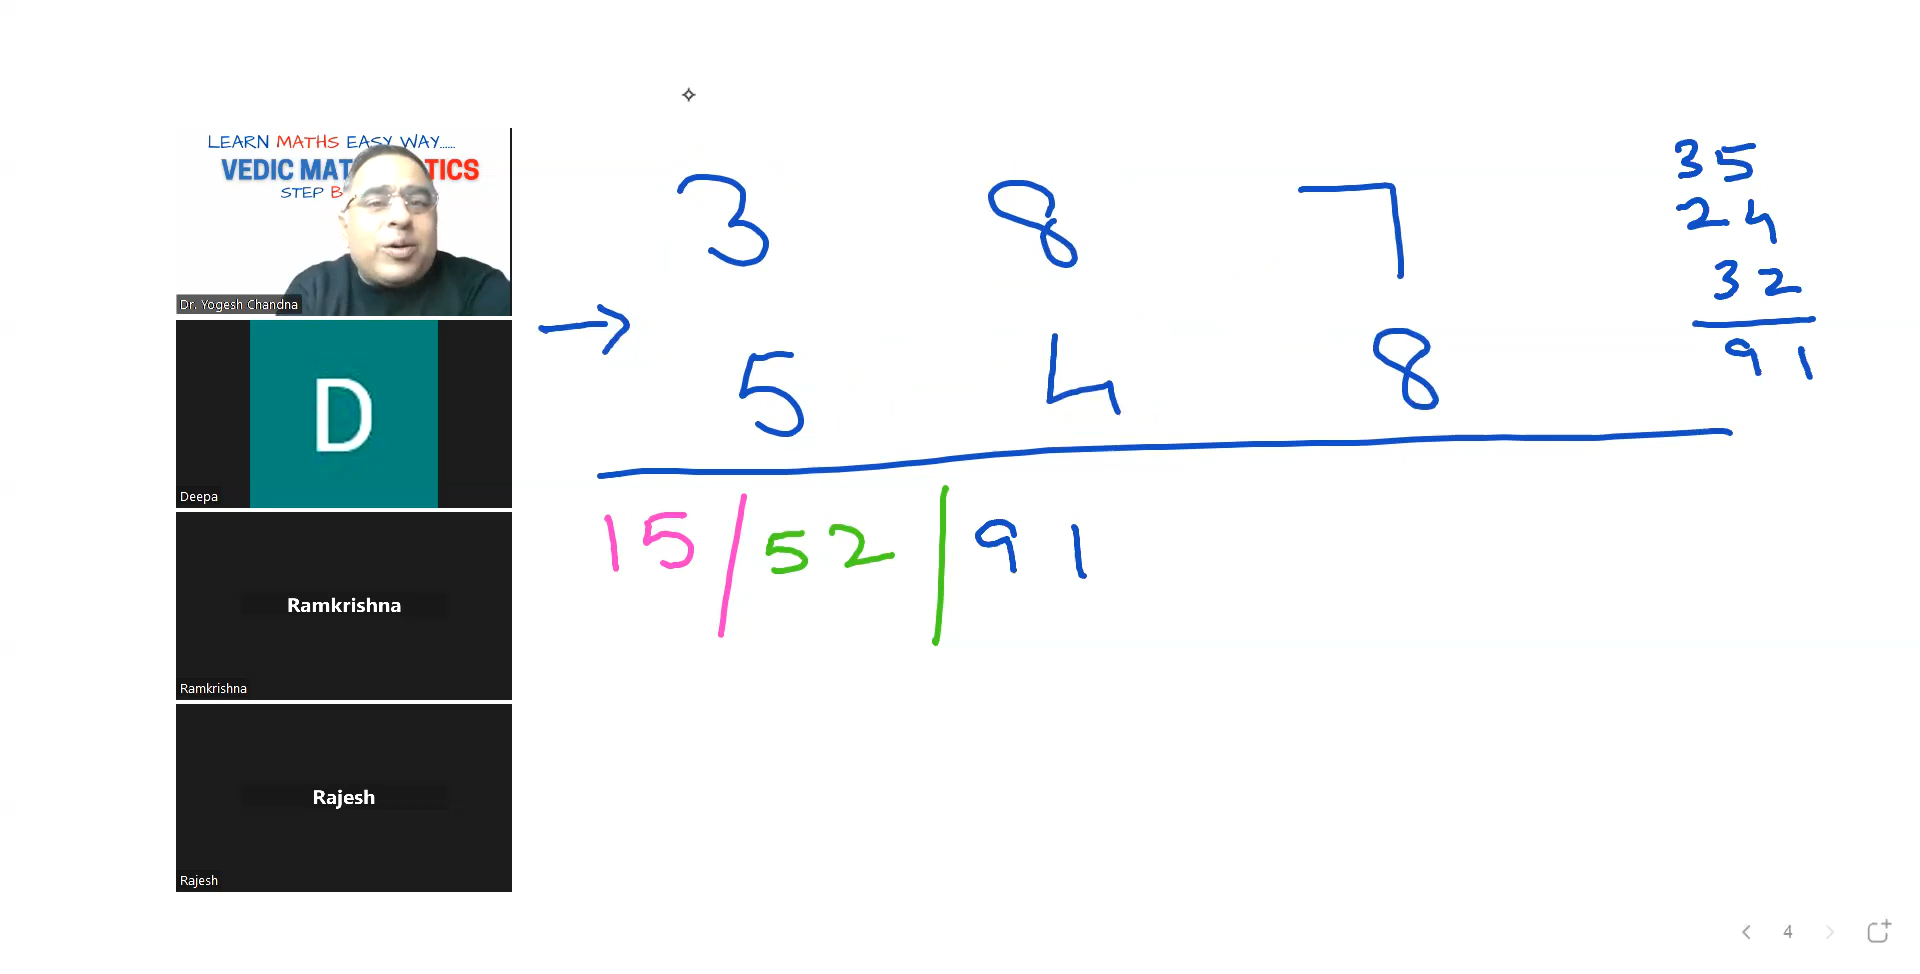 LEARN MATHS EASY WAY......
VEDIC MAT TICS
STEP B
Dr. Yogesh Chandna
D
Deepa
Ramkrishna
Ramkrishna
Rajesh
Rajesh
3 8 7
5 4 8
15/52|91
35
24
32
91
4